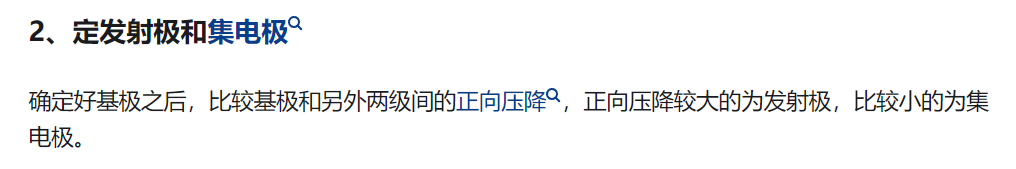 2、定发射极和集电极
确定好基极之后，比较基极和另外两级间的正向压降，正向压降较大的为发射极，比较小的为集
电极。